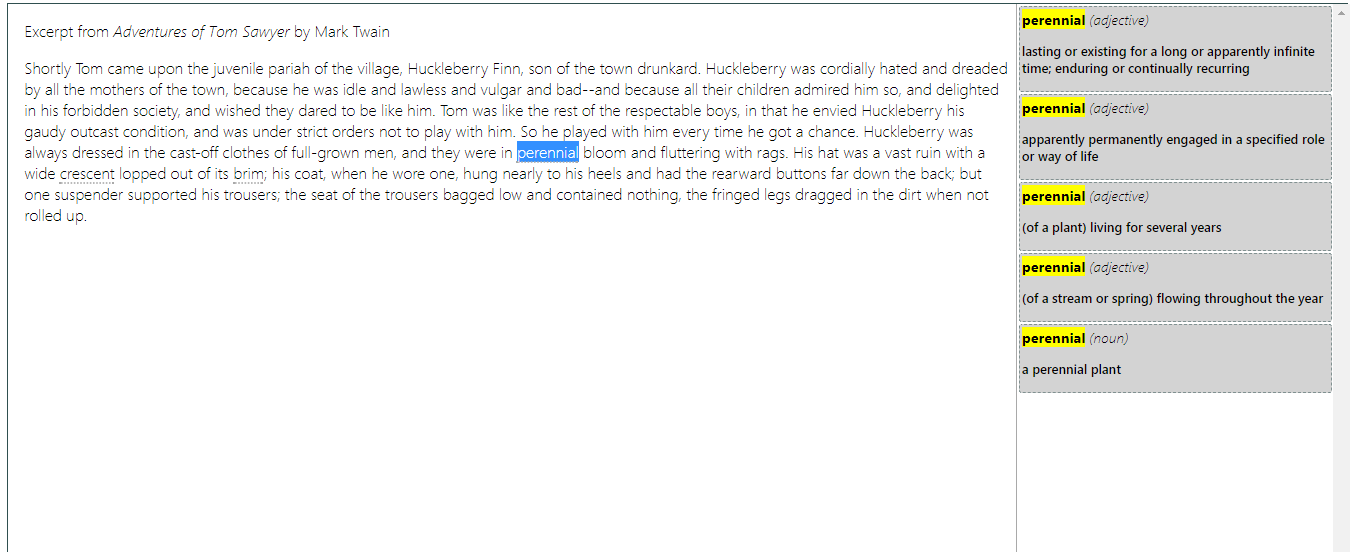 Excerpt from Adventures of Tom Sawyer by Mark Twain
Shortly Tom came upon the juvenile pariah of the village, Huckleberry Finn, son of the town drunkard. Huckleberry was cordially hated and dreaded
by all the mothers of the town, because he was idle and lawless and vulgar and bad--and because all their children admired him so, and delighted
in his forbidden society, and wished they dared to be like him. Tom was like the rest of the respectable boys, in that he envied Huckleberry his
gaudy outcast condition, and was under strict orders not to play with him. So he played with him every time he got a chance. Huckleberry was
always dressed in the cast-off clothes of full-grown men, and they were in perennial bloom and fluttering with rags. His hat was a vast ruin with a
wide crescent lopped out of its brim; his coat, when he wore one, hung nearly to his heels and had the rearward buttons far down the back; but
one suspender supported his trousers; the seat of the trousers bagged low and contained nothing, the fringed legs dragged in the dirt when not
rolled up.
perennial (adjective)
lasting or existing for a long or apparently infinite
time; enduring or continually recurring
perennial (adjective)
apparently permanently engaged in a specified role
or way of life
perennial (adjective)
(of a plant) living for several years
perennial (adjective)
(of a stream or spring) flowing throughout the year
perennial (noun)
a perennial plant